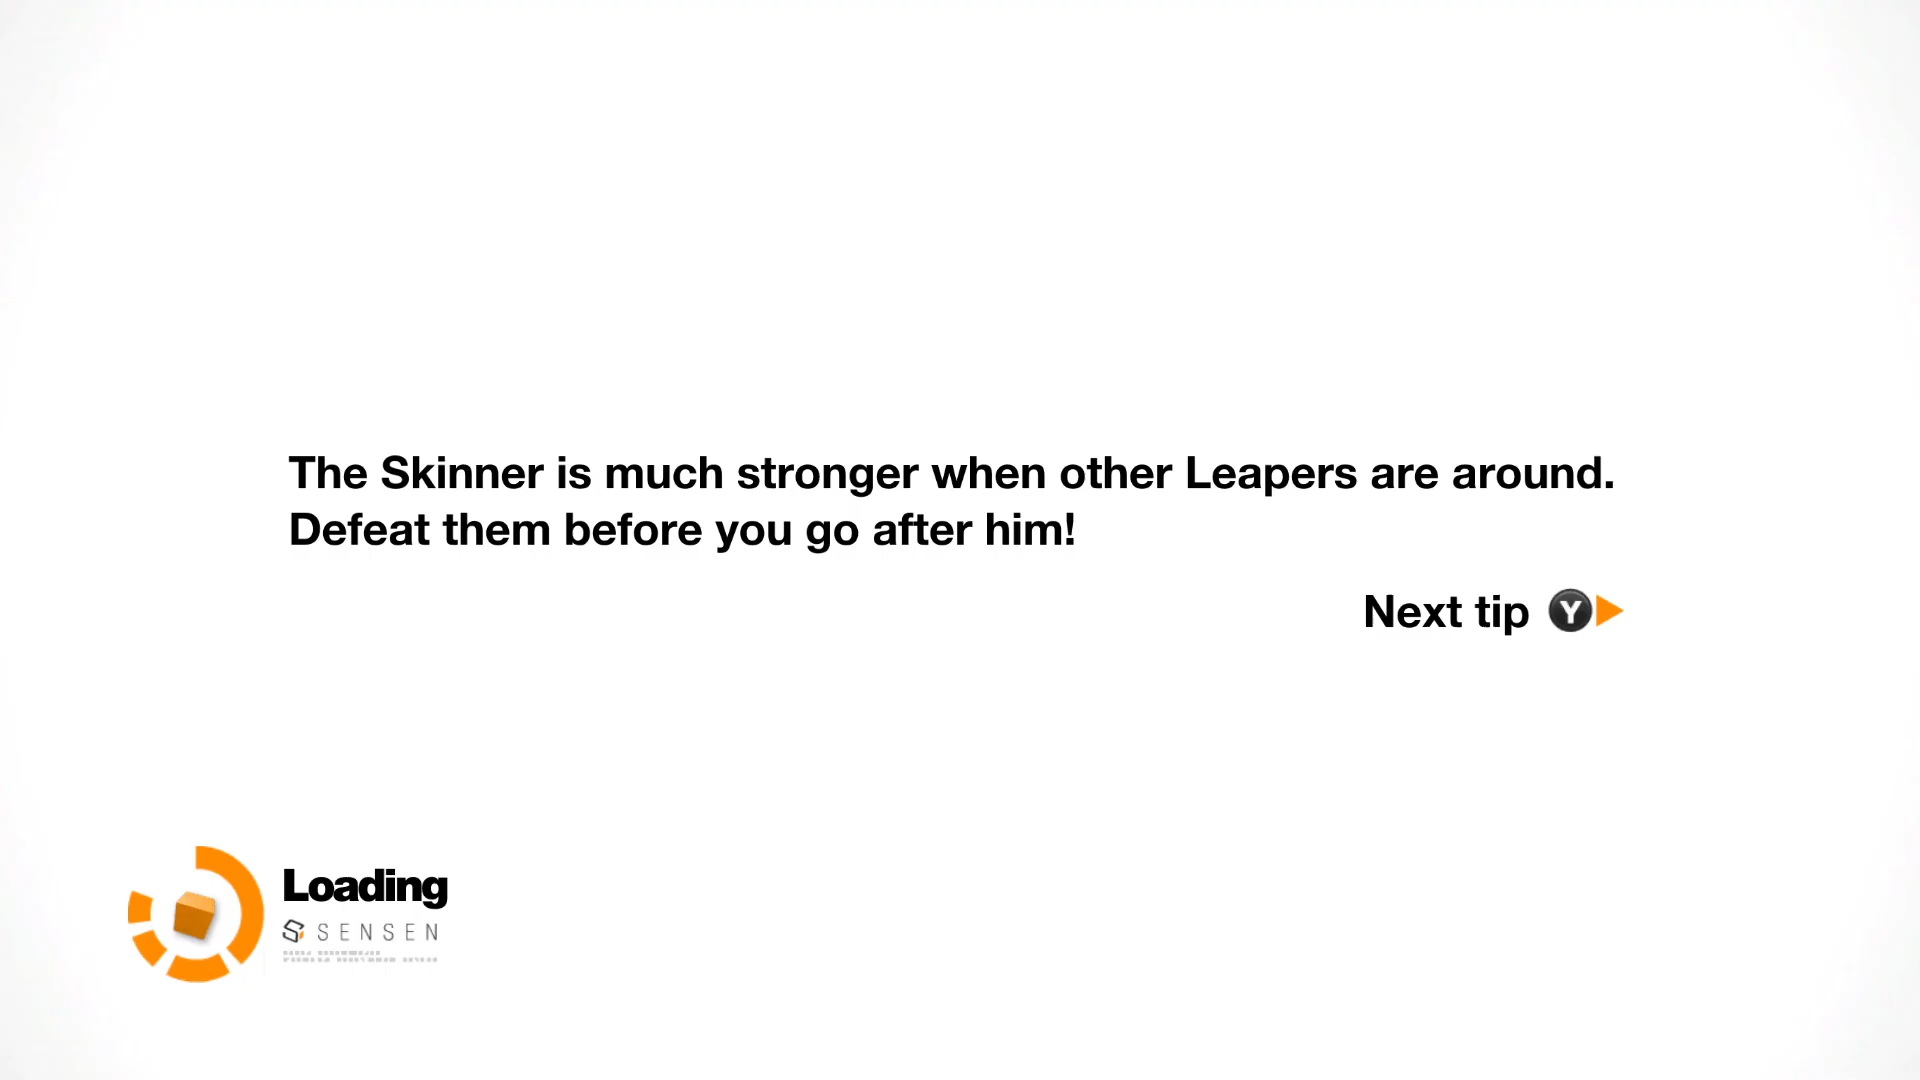 The Skinner is much stronger when other Leapers are around.
Defeat them before you go after him!
Next tip Y
Loading
SENSEN